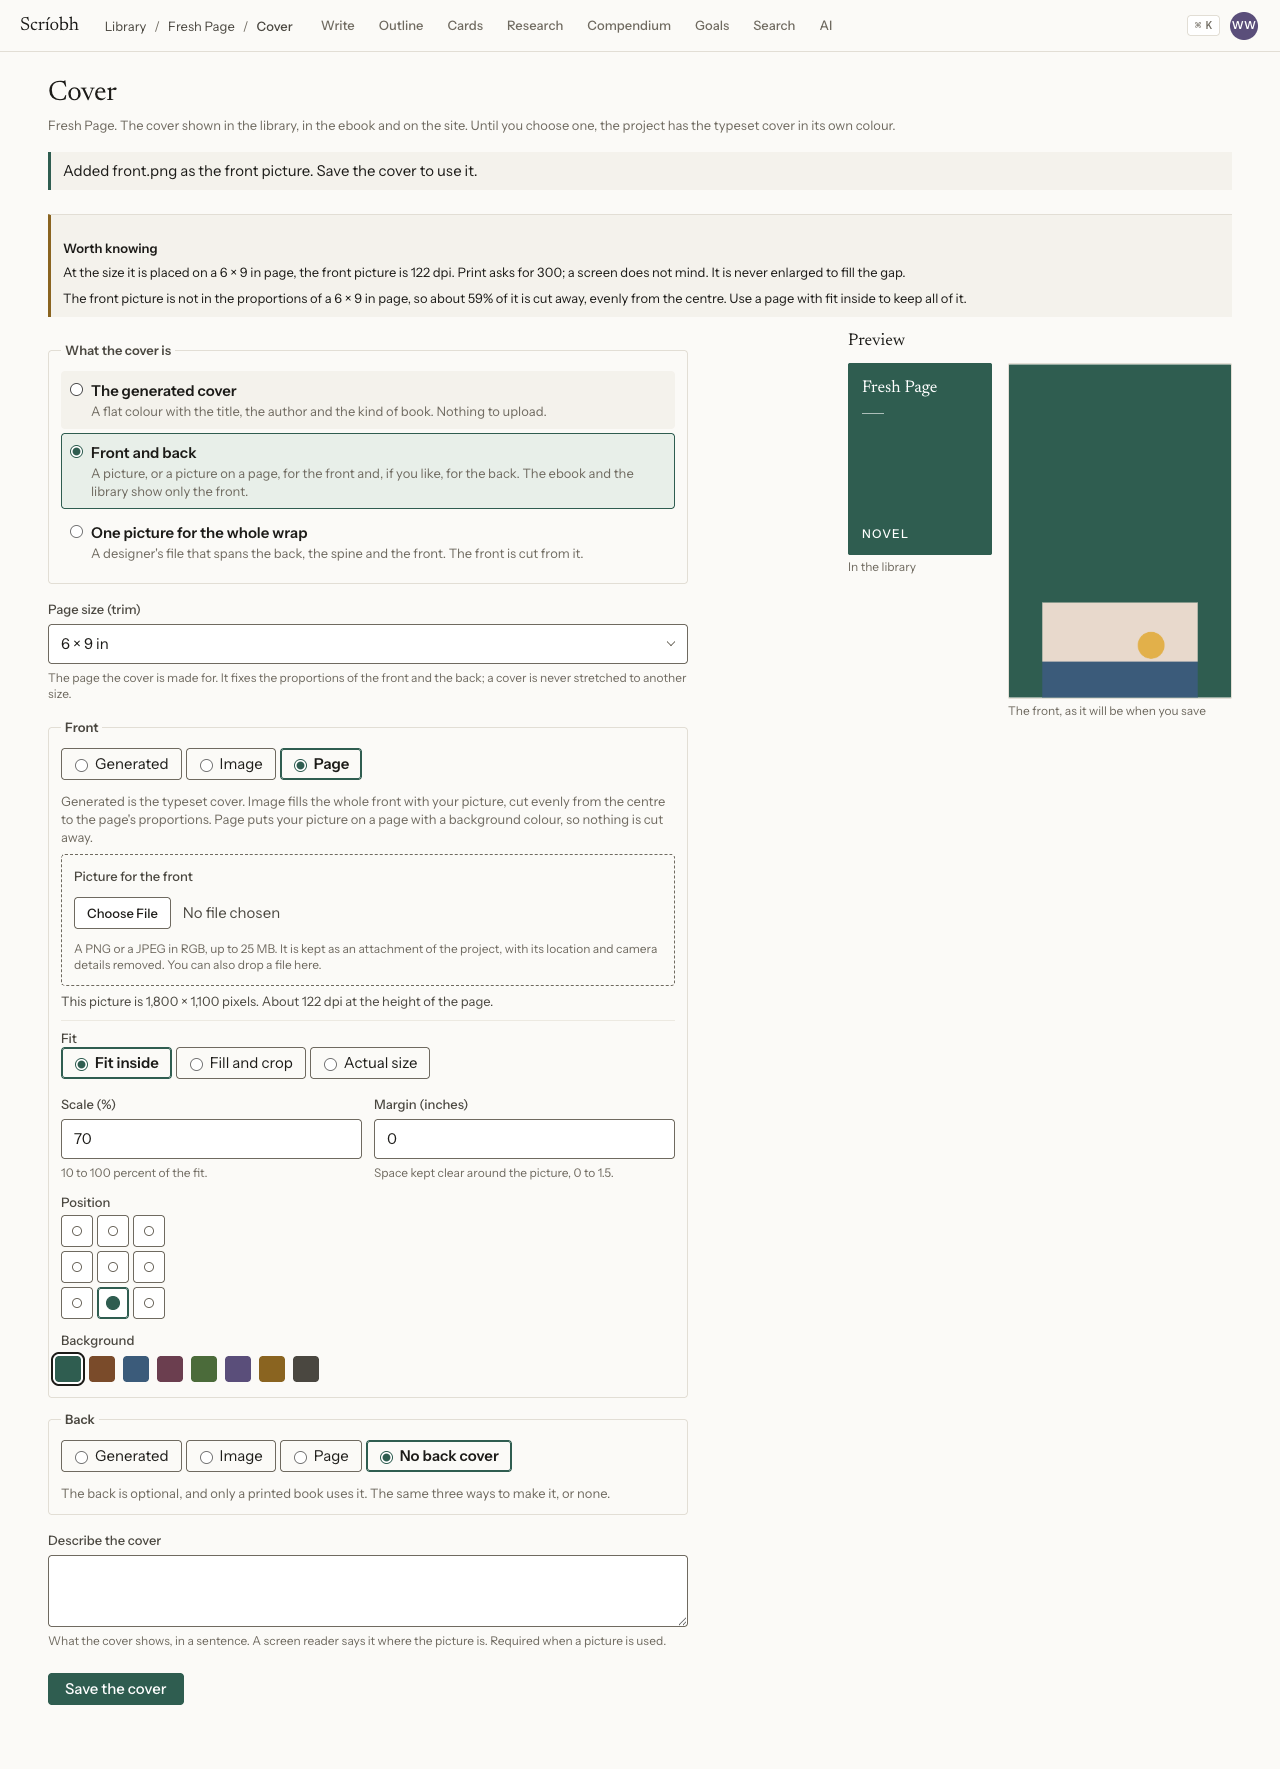 Scríobh
Library / Fresh Page / Cover
Write
Outline
Cards
Research
Compendium
Goals
Search
AI
⌘ K
WW
Cover
Fresh Page. The cover shown in the library, in the ebook and on the site. Until you choose one, the project has the typeset cover in its own colour.
Added front.png as the front picture. Save the cover to use it.
Worth knowing
At the size it is placed on a 6 × 9 in page, the front picture is 122 dpi. Print asks for 300; a screen does not mind. It is never enlarged to fill the gap.
The front picture is not in the proportions of a 6 × 9 in page, so about 59% of it is cut away, evenly from the centre. Use a page with fit inside to keep all of it.
What the cover is
The generated cover
A flat colour with the title, the author and the kind of book. Nothing to upload.
Front and back
A picture, or a picture on a page, for the front and, if you like, for the back. The ebook and the
library show only the front.
One picture for the whole wrap
A designer's file that spans the back, the spine and the front. The front is cut from it.
Page size (trim)
6 × 9 in
The page the cover is made for. It fixes the proportions of the front and the back; a cover is never stretched to another
size.
Front
Generated
Image
Page
Generated is the typeset cover. Image fills the whole front with your picture, cut evenly from the centre
to the page's proportions. Page puts your picture on a page with a background colour, so nothing is cut
away.
Picture for the front
Choose File
No file chosen
A PNG or a JPEG in RGB, up to 25 MB. It is kept as an attachment of the project, with its location and camera
details removed. You can also drop a file here.
This picture is 1,800 × 1,100 pixels. About 122 dpi at the height of the page.
Fit
Fit inside
Fill and crop
Actual size
Scale (%)
70
10 to 100 percent of the fit.
Margin (inches)
0
Space kept clear around the picture, 0 to 1.5.
Position
Background
Back
Generated
Image
Page
No back cover
The back is optional, and only a printed book uses it. The same three ways to make it, or none.
Describe the cover
What the cover shows, in a sentence. A screen reader says it where the picture is. Required when a picture is used.
Save the cover
Preview
Fresh Page
NOVEL
In the library
The front, as it will be when you save